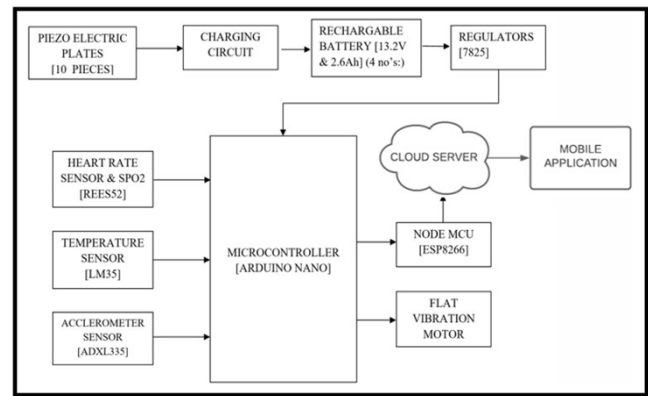 PIEZO ELECTRIC
PLATES
[10 PIECES]
CHARGING
CIRCUIT
RECHARGABLE
BATTERY [13.2V
& 2.6Ah] (4 no's:)
REGULATORS
[7825]
HEART RATE
SENSOR & SPO2
[REES52]
TEMPERATURE
SENSOR
[LM35]
ACCLEROMETER
SENSOR
[ADXL335]
MICROCONTROLLER
[ARDUINO NANO]
CLOUD SERVER
MOBILE
APPLICATION
NODE MCU
[ESP8266]
FLAT
VIBRATION
MOTOR